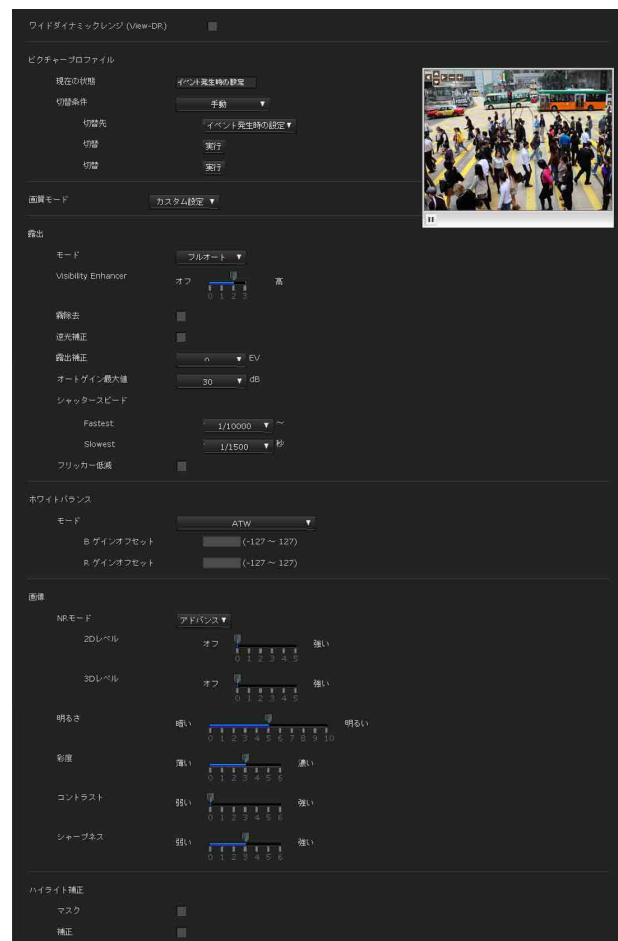 ワイドダイナミックレンジ (View-DR)
ピクチャープロファイル
現在の状態 イベント発生時の設定
切替条件 手動 ▼
切替先 イベント発生時の設定▼
切替 実行
切替 実行
画質モード カスタム設定 ▼
露出
モード フルオート ▼
Visibility Enhancer オフ 高
0 1 2 3
霧除去
逆光補正
露出補正 0 ▼ EV
オートゲイン最大値 30 ▼ dB
シャッタースピード
Fastest 1/10000 ▼ ～
Slowest 1/1500 ▼ 秒
フリッカー低減
ホワイトバランス
モード ATW ▼
B ゲインオフセット (-127 ～ 127)
R ゲインオフセット (-127 ～ 127)
画像
NRモード アドバンス▼
2Dレベル オフ 強い
0 1 2 3 4 5
3Dレベル オフ 強い
0 1 2 3 4 5
明るさ 暗い 明るい
0 1 2 3 4 5 6 7 8 9 10
彩度 薄い 濃い
0 1 2 3 4 5 6
コントラスト 弱い 強い
0 1 2 3 4 5 6
シャープネス 弱い 強い
0 1 2 3 4 5 6
ハイライト補正
マスク
補正